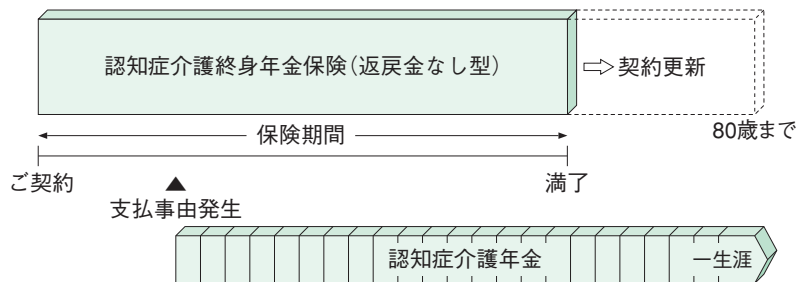 認知症介護終身年金保険(返戻金なし型)
契約更新
保険期間
80歳まで
ご契約
満了
支払事由発生
認知症介護年金
一生涯